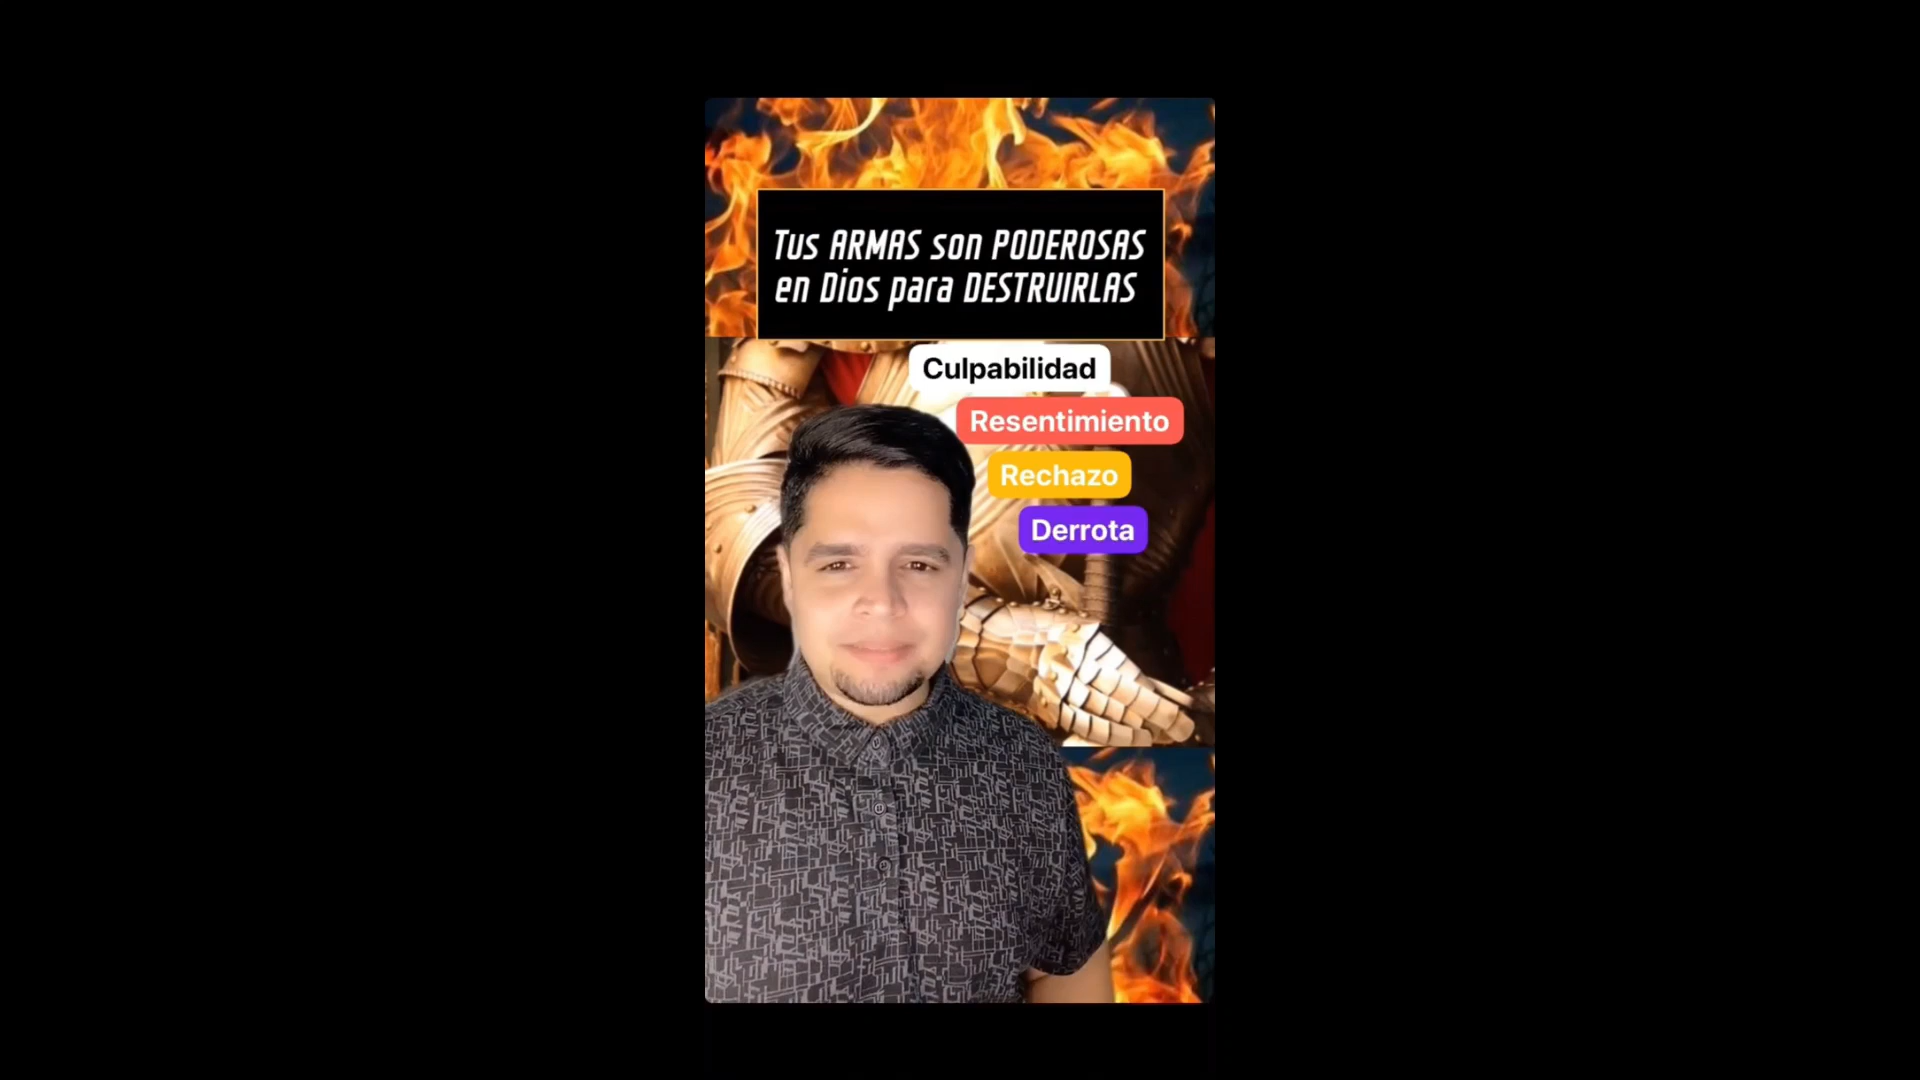 Tus ARMAS son PODEROSAS
en Dios para DESTRUIRLAS
Culpabilidad
Resentimiento
Rechazo
Derrota